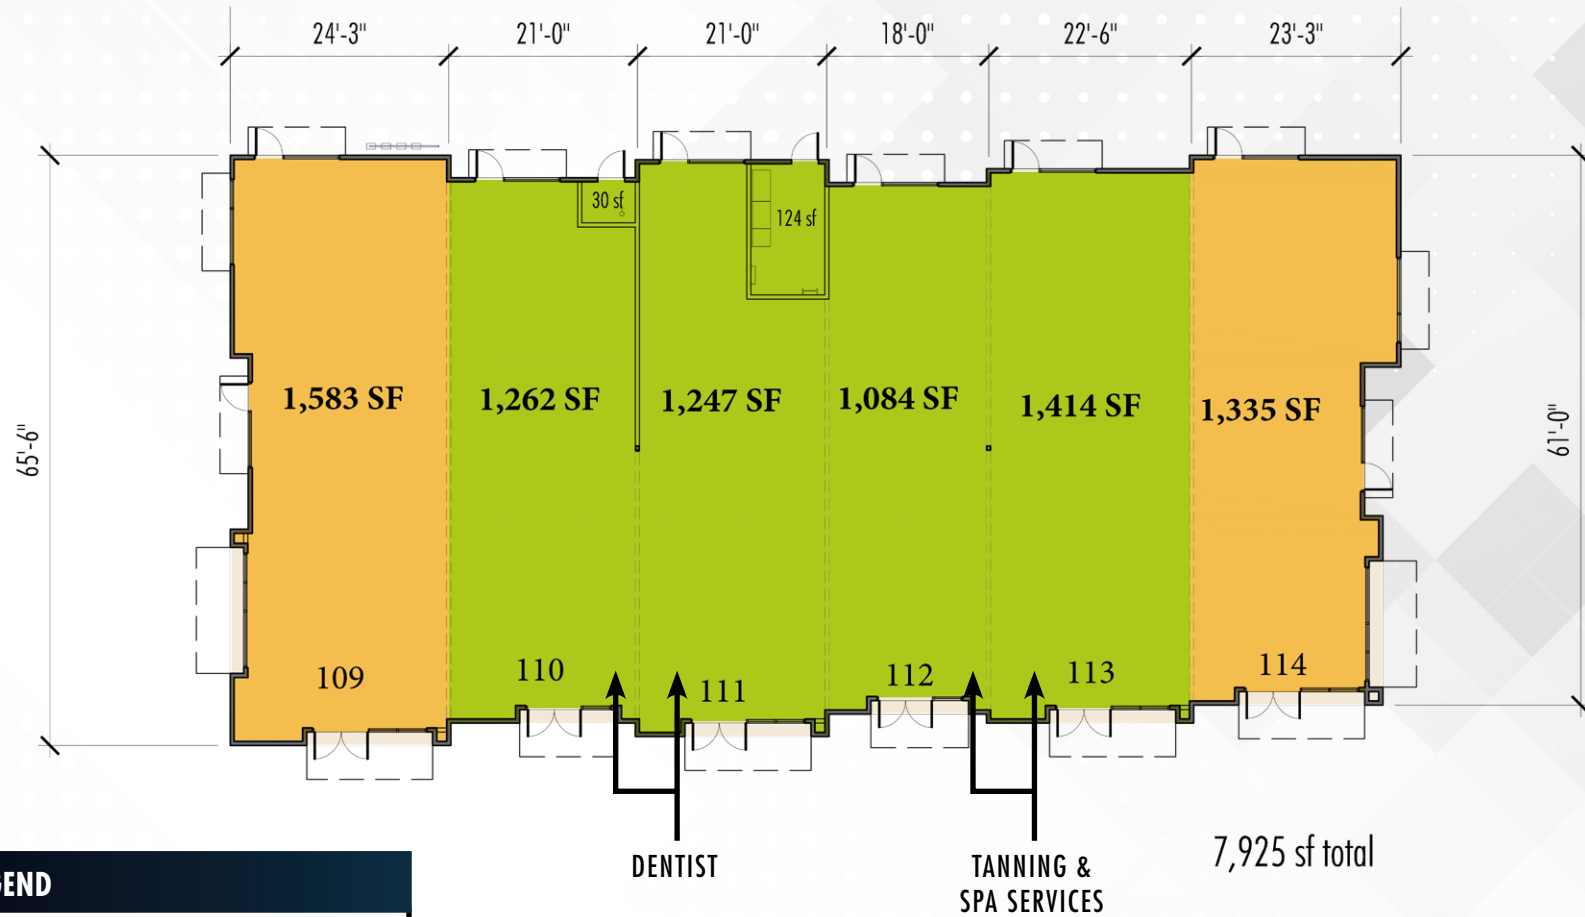 24'-3" 21'-0" 21'-0" 18'-0" 22'-6" 23'-3"
30 sf
124 sf
65'-6"
61'-0"
1,583 SF 1,262 SF 1,247 SF 1,084 SF 1,414 SF 1,335 SF
109 110 111 112 113 114
DENTIST
TANNING &
SPA SERVICES
7,925 sf total
GEND